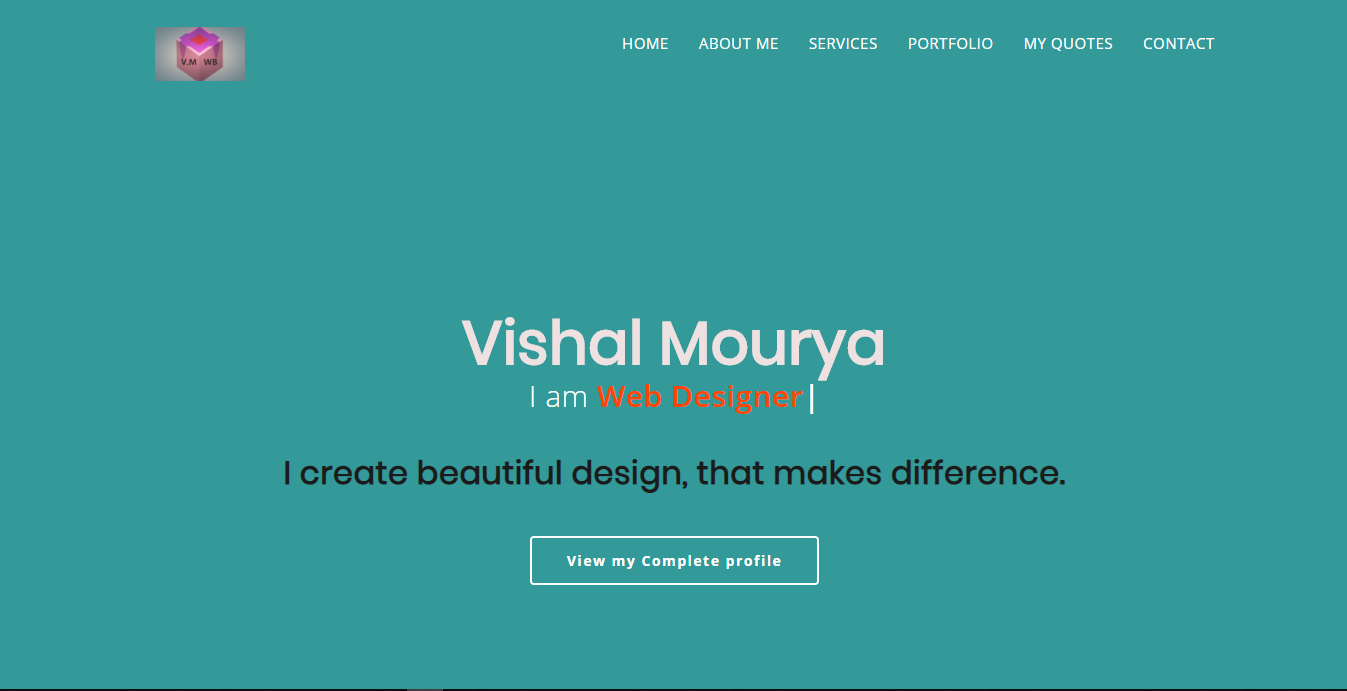 V.M WB
HOME ABOUT ME SERVICES PORTFOLIO MY QUOTES CONTACT
Vishal Mourya
I am Web Designer|
I create beautiful design, that makes difference.
View my Complete profile